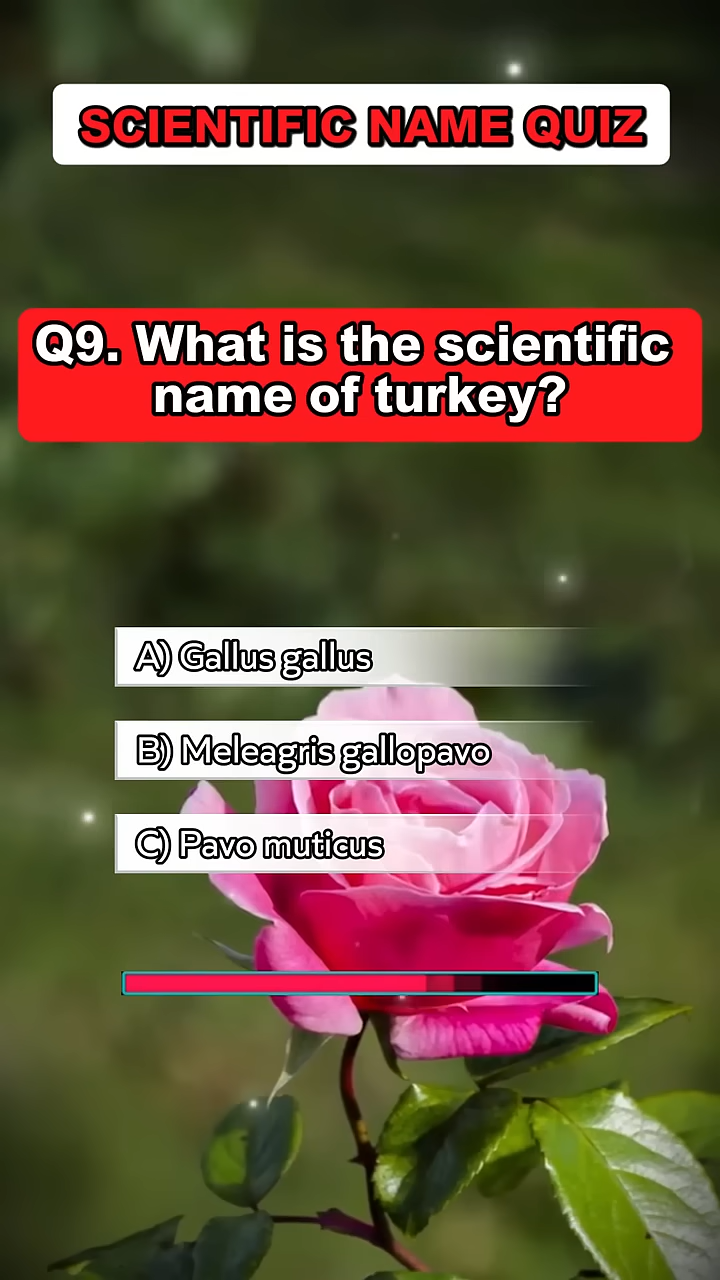 SCIENTIFIC NAME QUIZ
Q9. What is the scientific
name of turkey?
A) Gallus gallus
B) Meleagris gallopavo
C) Pavo muticus